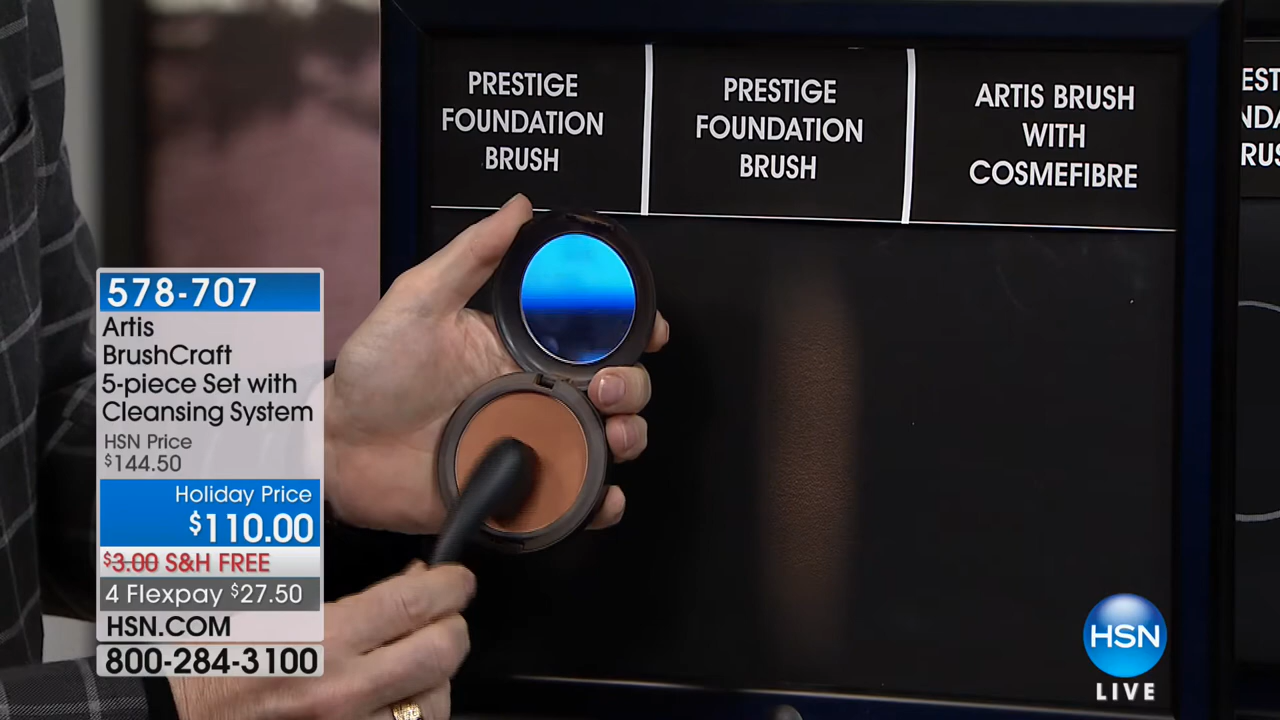 PRESTIGE
FOUNDATION
BRUSH
PRESTIGE
FOUNDATION
BRUSH
ARTIS BRUSH
WITH
COSMEFIBRE
578-707
Artis
BrushCraft
5-piece Set with
Cleansing System
HSN Price
$144.50
Holiday Price
$110.00
$3.00 S&H FREE
4 Flexpay $27.50
HSN.COM
800-284-3100
HSN
LIVE